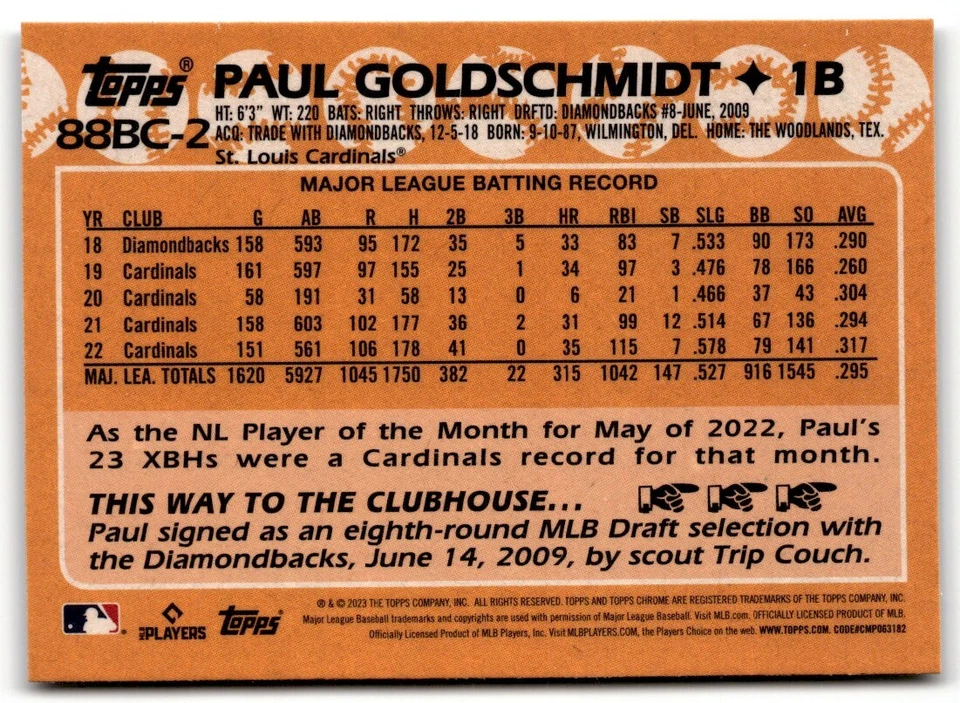 Topps® PAUL GOLDSCHMIDT ✦ 1B
88BC-2
HT: 6'3" WT: 220 BATS: RIGHT THROWS: RIGHT DRFTD: DIAMONDBACKS #8-JUNE, 2009
ACQ: TRADE WITH DIAMONDBACKS, 12-5-18 BORN: 9-10-87, WILMINGTON, DEL. HOME: THE WOODLANDS, TEX.
St. Louis Cardinals®
MAJOR LEAGUE BATTING RECORD
YR CLUB G AB R H 2B 3B HR RBI SB SLG BB SO AVG
18 Diamondbacks 158 593 95 172 35 5 33 83 7 .533 90 173 .290
19 Cardinals 161 597 97 155 25 1 34 97 3 .476 78 166 .260
20 Cardinals 58 191 31 58 13 0 6 21 1 .466 37 43 .304
21 Cardinals 158 603 102 177 36 2 31 99 12 .514 67 136 .294
22 Cardinals 151 561 106 178 41 0 35 115 7 .578 79 141 .317
MAJ. LEA. TOTALS 1620 5927 1045 1750 382 22 315 1042 147 .527 916 1545 .295
As the NL Player of the Month for May of 2022, Paul's
23 XBHs were a Cardinals record for that month.
THIS WAY TO THE CLUBHOUSE...
Paul signed as an eighth-round MLB Draft selection with
the Diamondbacks, June 14, 2009, by scout Trip Couch.
MLB PLAYERS Topps
® & © 2023 THE TOPPS COMPANY, INC. ALL RIGHTS RESERVED. TOPPS AND TOPPS CHROME ARE REGISTERED TRADEMARKS OF THE TOPPS COMPANY, INC.
Major League Baseball trademarks and copyrights are used with permission of Major League Baseball. Visit MLB.com. OFFICIALLY LICENSED PRODUCT OF MLB.
Officially Licensed Product of MLB Players, Inc. Visit MLBPLAYERS.com, the Players Choice on the web. WWW.TOPPS.COM. CODE#CMP063182